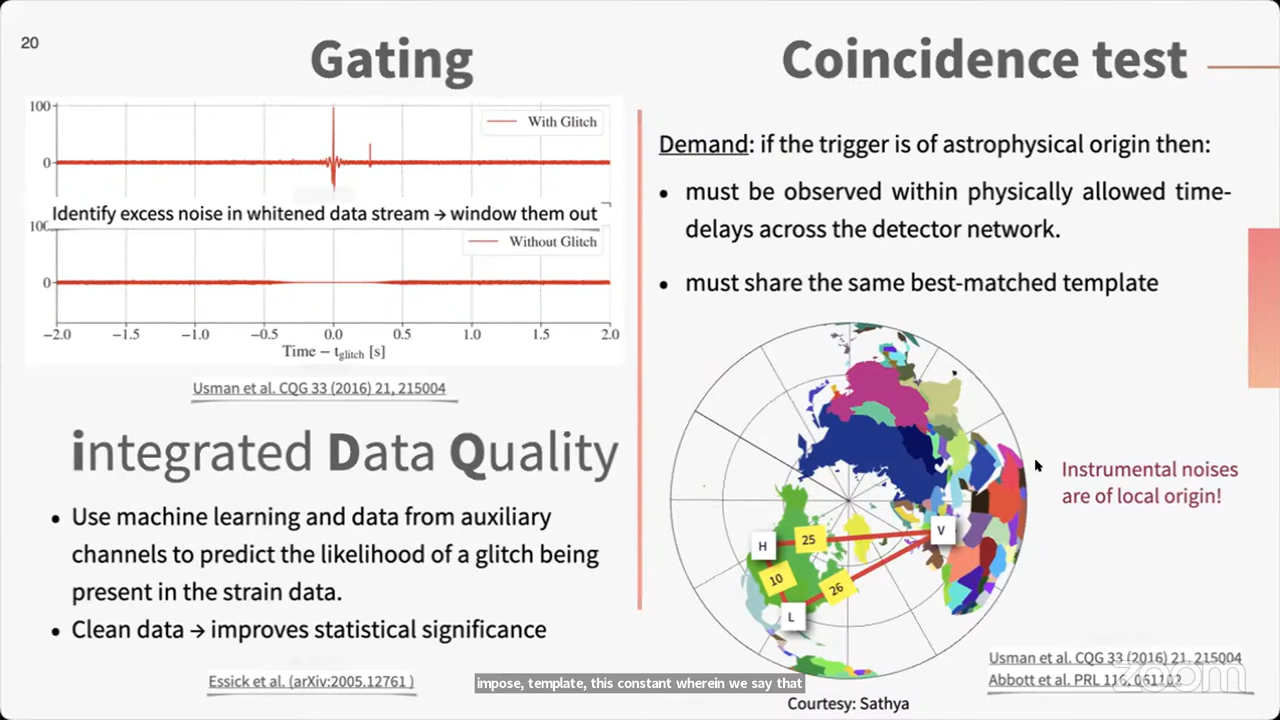 20
Gating
100
With Glitch
0
Identify excess noise in whitened data stream → window them out
100
Without Glitch
0
−2.0 −1.5 −1.0 −0.5 0.0 0.5 1.0 1.5 2.0
Time − tglitch [s]
Usman et al. CQG 33 (2016) 21, 215004
integrated Data Quality
• Use machine learning and data from auxiliary
channels to predict the likelihood of a glitch being
present in the strain data.
• Clean data → improves statistical significance
Essick et al. (arXiv:2005.12761 )
Coincidence test
Demand: if the trigger is of astrophysical origin then:
• must be observed within physically allowed time-
delays across the detector network.
• must share the same best-matched template
Instrumental noises
are of local origin!
H
25
V
10
26
L
Usman et al. CQG 33 (2016) 21, 215004
Abbott et al. PRL 116, 061102
zoom
Courtesy: Sathya
impose, template, this constant wherein we say that